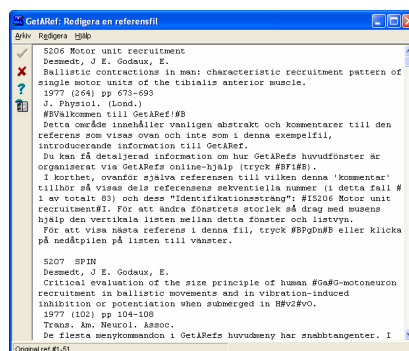 GetARef: Redigera en referensfil
Arkiv Redigera Hjälp
5206 Motor unit recruitment
Desmedt, J E. Godaux, E.
Ballistic contractions in man: characteristic recruitment pattern of
single motor units of the tibialis anterior muscle.
1977 (264) pp 673-693
J. Physiol. (Lond.)
#BVälkommen till GetARef!#B
Detta område innehåller vanligen abstrakt och kommentarer till den
referens som visas ovan och inte som i denna exempelfil,
introducerande information till GetARef.
Du kan få detaljerad information om hur GetARefs huvudfönster är
organiserat via GetARefs online-hjälp (tryck #BF1#B).
I korthet, ovanför själva referensen till vilken denna 'kommentar'
tillhör så visas dels referensens sekventiella nummer (i detta fall #
1 av totalt 83) och dess "Identifikationssträng": #I5206 Motor unit
recruitment#I. För att ändra fönstrets storlek så drag med musens
hjälp den vertikala listen mellan detta fönster och listvyn.
För att visa nästa referens i denna fil, tryck #BPgDn#B eller klicka
på nedåtpilen på listen till vänster.
5207 SPIN
Desmedt, J E. Godaux, E.
Critical evaluation of the size principle of human #Ga#G-motoneuron
recruitment in ballistic movements and in vibration-induced
inhibition or potentiation when submerged in H#v2#vO.
1977 (102) pp 104-108
Trans. Am. Neurol. Assoc.
De flesta menykommandon i GetARefs huvudmeny har snabbtangenter. I
Original ref #1-51